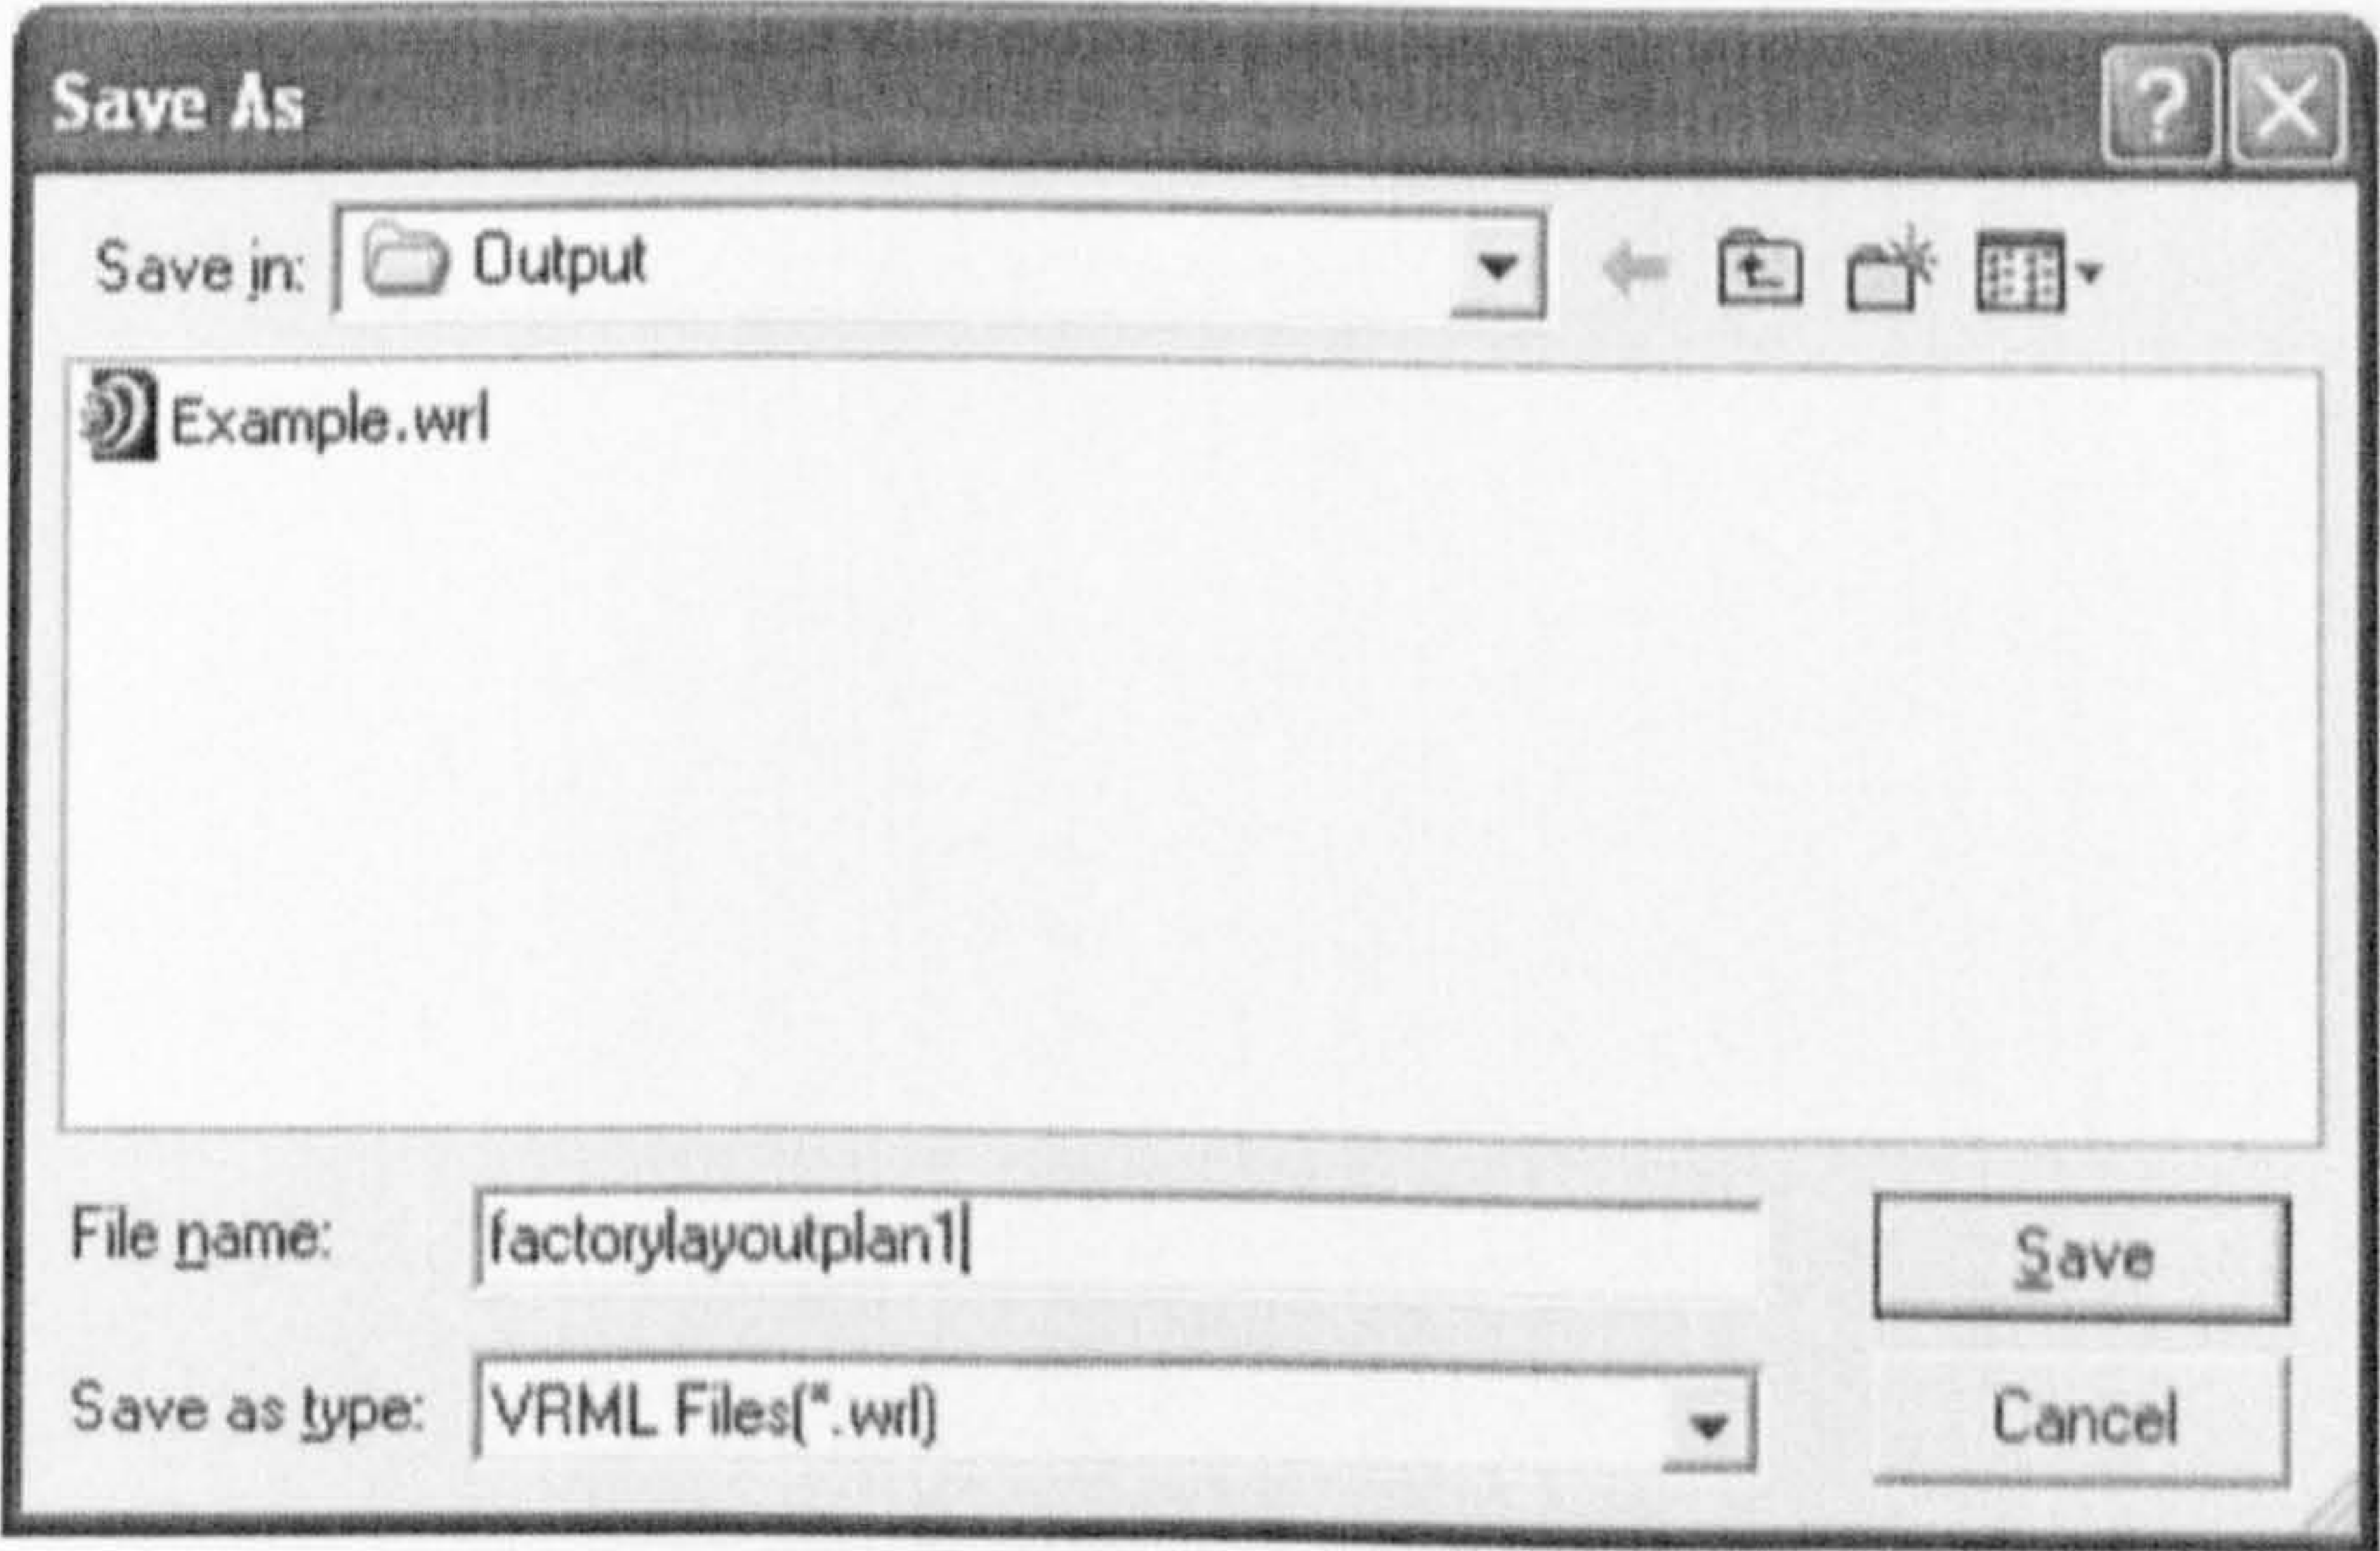 Save As
Save in: Output
Example.wrl
File name: factorylayoutplan1
Save
Save as type: VRML Files(*.wrl)
Cancel